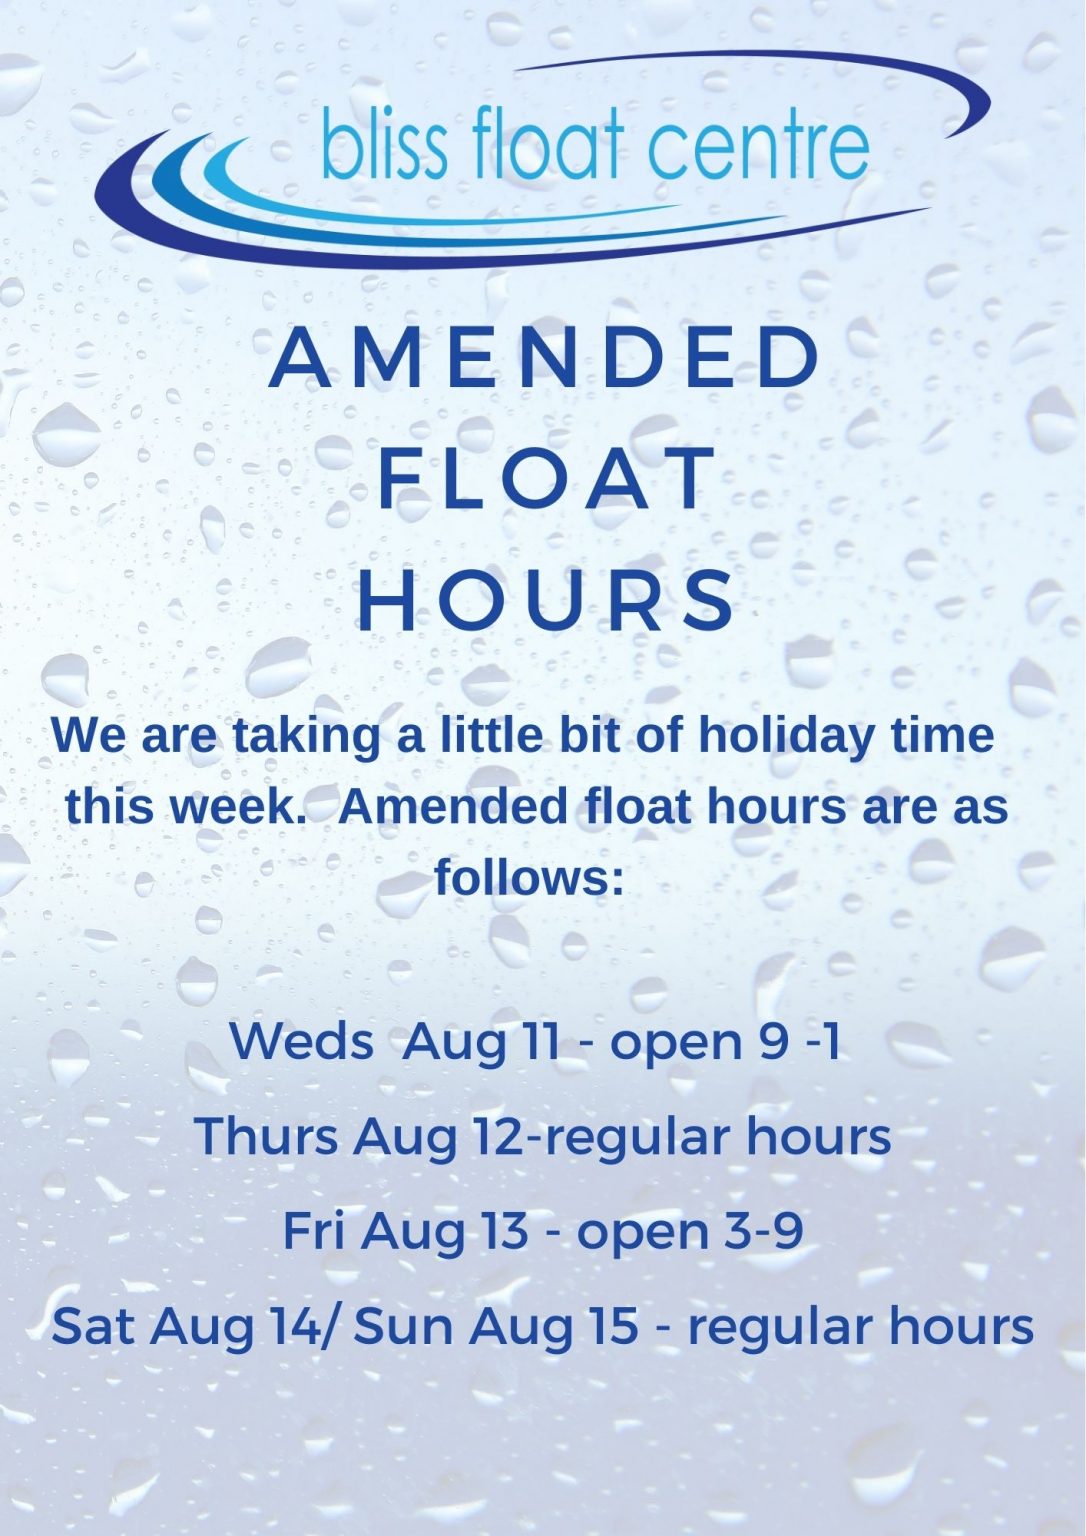 bliss float centre
AMENDED
FLOAT
HOURS
We are taking a little bit of holiday time
this week.  Amended float hours are as
follows:
Weds  Aug 11 - open 9 -1
Thurs Aug 12-regular hours
Fri Aug 13 - open 3-9
Sat Aug 14/ Sun Aug 15 - regular hours